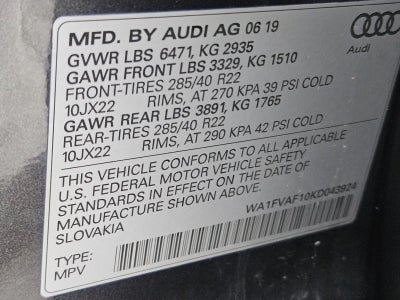 MFD. BY AUDI AG 06 19
GVWR LBS 6471, KG 2935
GAWR FRONT LBS 3329, KG 1510
FRONT-TIRES 285/40 R22
10JX22 RIMS, AT 270 KPA 39 PSI COLD
GAWR REAR LBS 3891, KG 1765
REAR-TIRES 285/40 R22
10JX22 RIMS, AT 290 KPA 42 PSI COLD
THIS VEHICLE CONFORMS TO ALL APPLICABLE
U.S. FEDERAL MOTOR VEHICLE SAFETY
STANDARDS IN EFFECT ON THE DATE OF
MANUFACTURE SHOWN ABOVE.
SLOVAKIA
WA1FVAF10KD043924
TYPE:
MPV